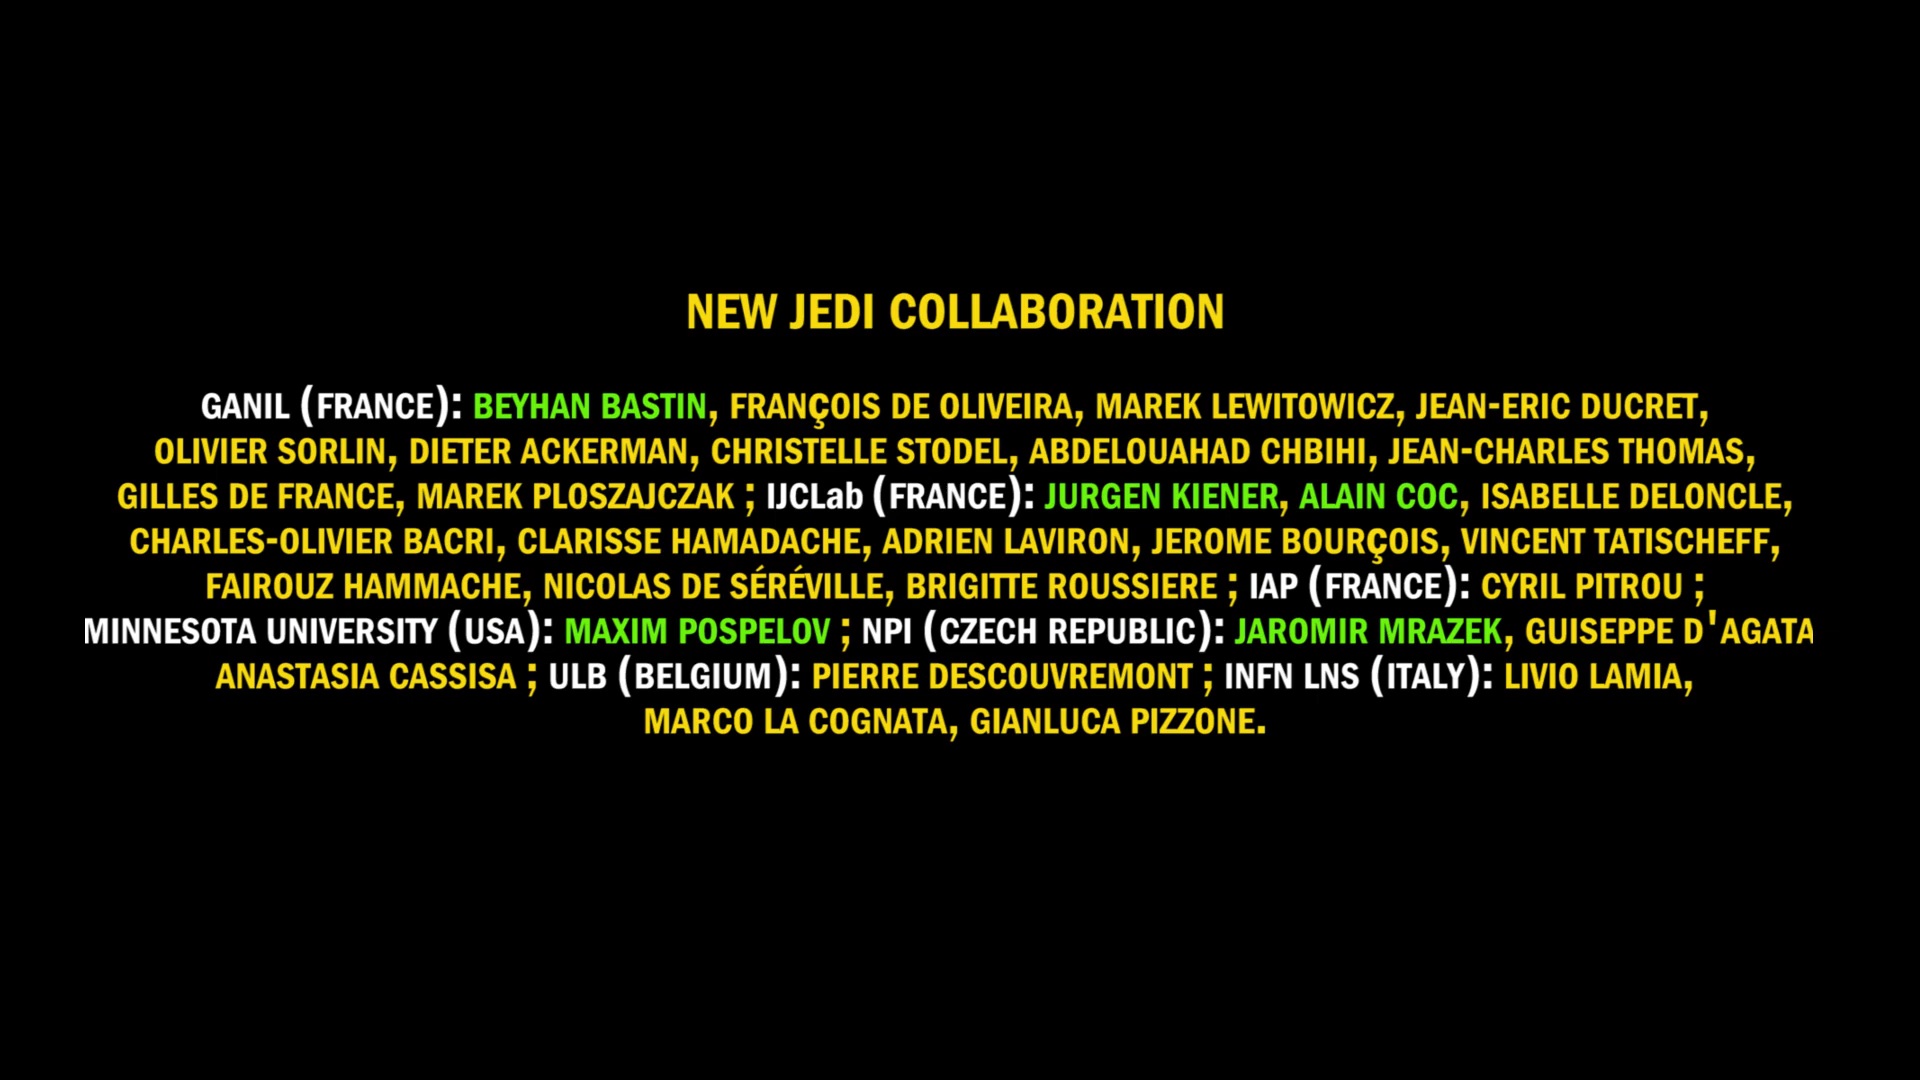 NEW JEDI COLLABORATION
GANIL (FRANCE): BEYHAN BASTIN, FRANÇOIS DE OLIVEIRA, MAREK LEWITOWICZ, JEAN-ERIC DUCRET,
OLIVIER SORLIN, DIETER ACKERMAN, CHRISTELLE STODEL, ABDELOUAHAD CHBIHI, JEAN-CHARLES THOMAS,
GILLES DE FRANCE, MAREK PLOSZAJCZAK ; IJCLab (FRANCE): JURGEN KIENER, ALAIN COC, ISABELLE DELONCLE,
CHARLES-OLIVIER BACRI, CLARISSE HAMADACHE, ADRIEN LAVIRON, JEROME BOURÇOIS, VINCENT TATISCHEFF,
FAIROUZ HAMMACHE, NICOLAS DE SÉRÉVILLE, BRIGITTE ROUSSIERE ; IAP (FRANCE): CYRIL PITROU ;
MINNESOTA UNIVERSITY (USA): MAXIM POSPELOV ; NPI (CZECH REPUBLIC): JAROMIR MRAZEK, GUISEPPE D'AGATA
ANASTASIA CASSISA ; ULB (BELGIUM): PIERRE DESCOUVREMONT ; INFN LNS (ITALY): LIVIO LAMIA,
MARCO LA COGNATA, GIANLUCA PIZZONE.